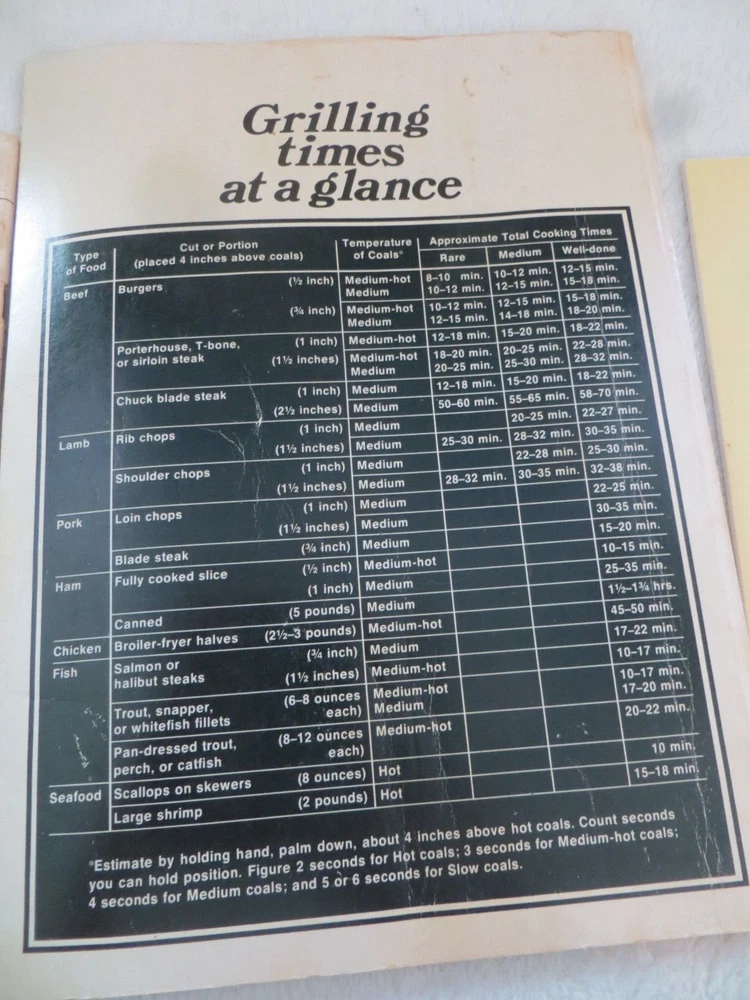 Grilling
times
at a glance
Type
of Food
Cut or Portion
(placed 4 inches above coals)
Temperature
of Coals*
Approximate Total Cooking Times
Rare Medium Well-done
Beef Burgers (½ inch) Medium-hot 8–10 min. 10–12 min. 12–15 min.
Medium 10–12 min. 12–15 min. 15–18 min.
(¾ inch) Medium-hot 10–12 min. 12–15 min. 15–18 min.
Medium 12–15 min. 14–18 min. 18–20 min.
Porterhouse, T-bone, (1 inch) Medium-hot 12–18 min. 15–20 min. 18–22 min.
or sirloin steak (1½ inches) Medium-hot 18–20 min. 20–25 min. 22–28 min.
Medium 20–25 min. 25–30 min. 28–32 min.
Chuck blade steak (1 inch) Medium 12–18 min. 15–20 min. 18–22 min.
(2½ inches) Medium 50–60 min. 55–65 min. 58–70 min.
Lamb Rib chops (1 inch) Medium 20–25 min. 22–27 min.
(1½ inches) Medium 25–30 min. 28–32 min. 30–35 min.
Shoulder chops (1 inch) Medium 22–28 min. 25–30 min.
(1½ inches) Medium 28–32 min. 30–35 min. 32–38 min.
Pork Loin chops (1 inch) Medium 22–25 min.
(1½ inches) Medium 30–35 min.
Blade steak (¾ inch) Medium 15–20 min.
Ham Fully cooked slice (½ inch) Medium-hot 10–15 min.
(1 inch) Medium 25–35 min.
Canned (5 pounds) Medium 1½–1¾ hrs.
Chicken Broiler-fryer halves (2½–3 pounds) Medium-hot 45–50 min.
Fish Salmon or (¾ inch) Medium 17–22 min.
halibut steaks (1½ inches) Medium-hot 10–17 min.
Trout, snapper, (6–8 ounces Medium-hot 10–17 min.
or whitefish fillets each) Medium 17–20 min.
Pan-dressed trout, (8–12 ounces Medium-hot 20–22 min.
perch, or catfish each)
Seafood Scallops on skewers (8 ounces) Hot 10 min.
Large shrimp (2 pounds) Hot 15–18 min.
*Estimate by holding hand, palm down, about 4 inches above hot coals. Count seconds
you can hold position. Figure 2 seconds for Hot coals; 3 seconds for Medium-hot coals;
4 seconds for Medium coals; and 5 or 6 seconds for Slow coals.